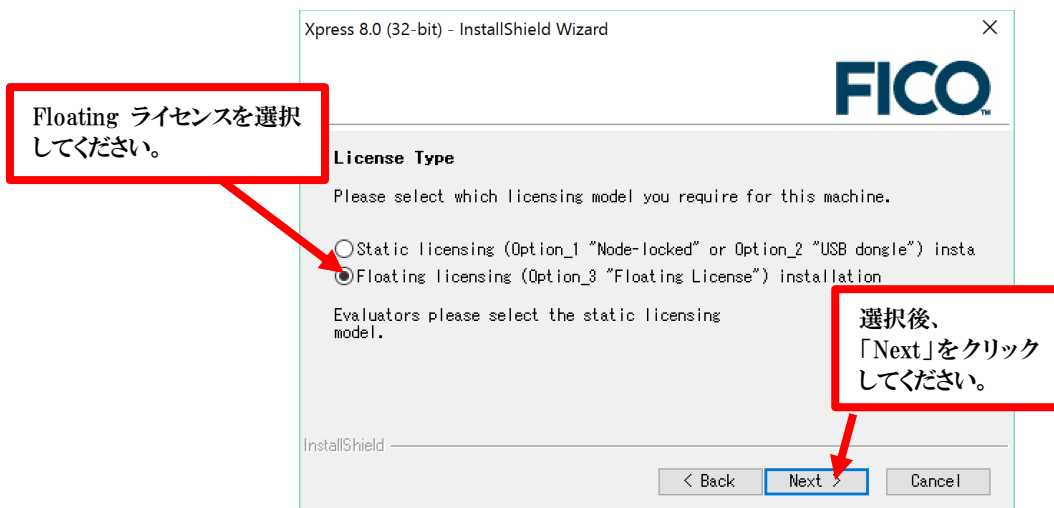 Xpress 8.0 (32-bit) - InstallShield Wizard
FICO
TM
Floating ライセンスを選択
してください。
License Type
Please select which licensing model you require for this machine.
Static licensing (Option_1 "Node-locked" or Option_2 "USB dongle") insta
Floating licensing (Option_3 "Floating License") installation
Evaluators please select the static licensing
model.
選択後、
「Next」をクリック
してください。
InstallShield
< Back
Next >
Cancel